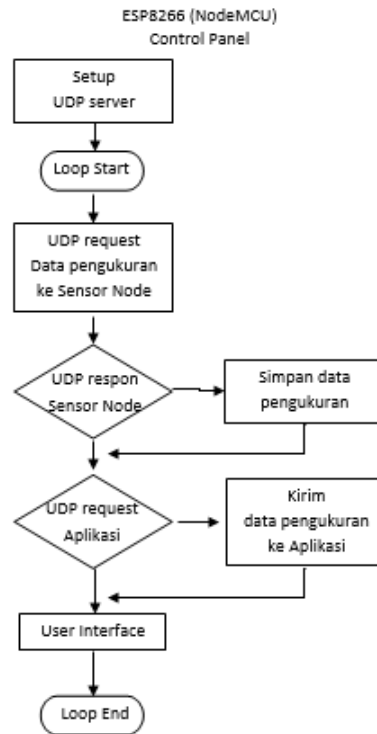 ESP8266 (NodeMCU)
Control Panel
Setup
UDP server
Loop Start
UDP request
Data pengukuran
ke Sensor Node
UDP respon
Sensor Node
Simpan data
pengukuran
UDP request
Aplikasi
Kirim
data pengukuran
ke Aplikasi
User Interface
Loop End